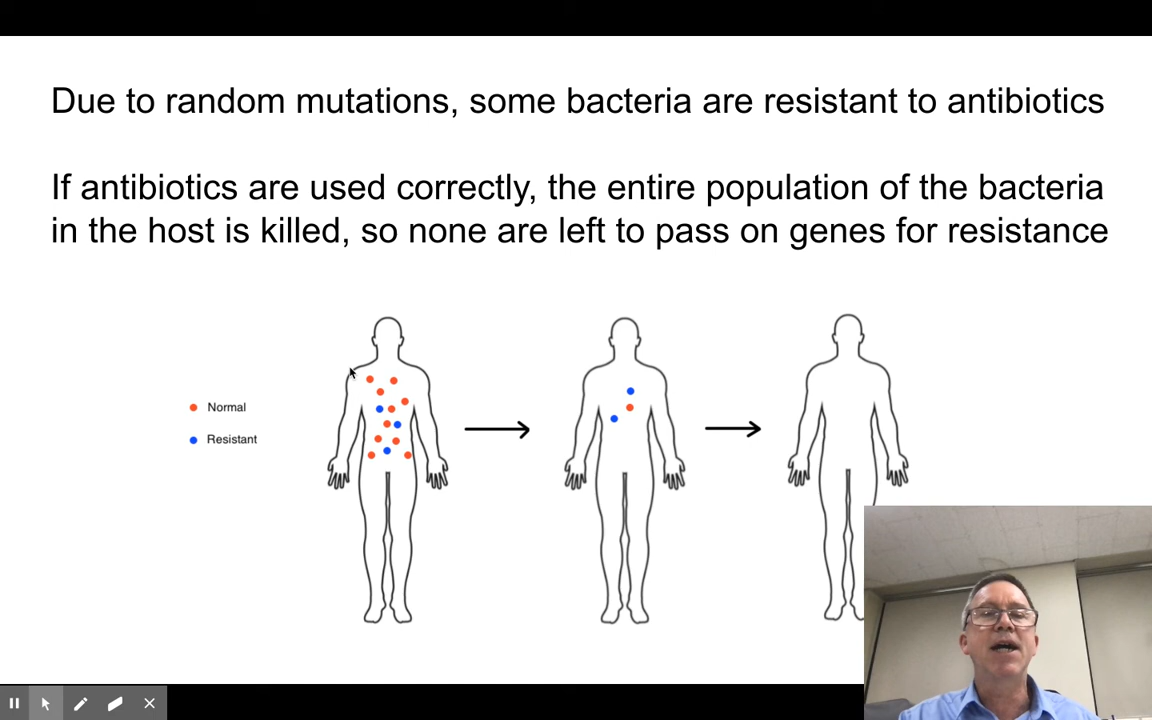 Due to random mutations, some bacteria are resistant to antibiotics
If antibiotics are used correctly, the entire population of the bacteria
in the host is killed, so none are left to pass on genes for resistance
Normal
Resistant